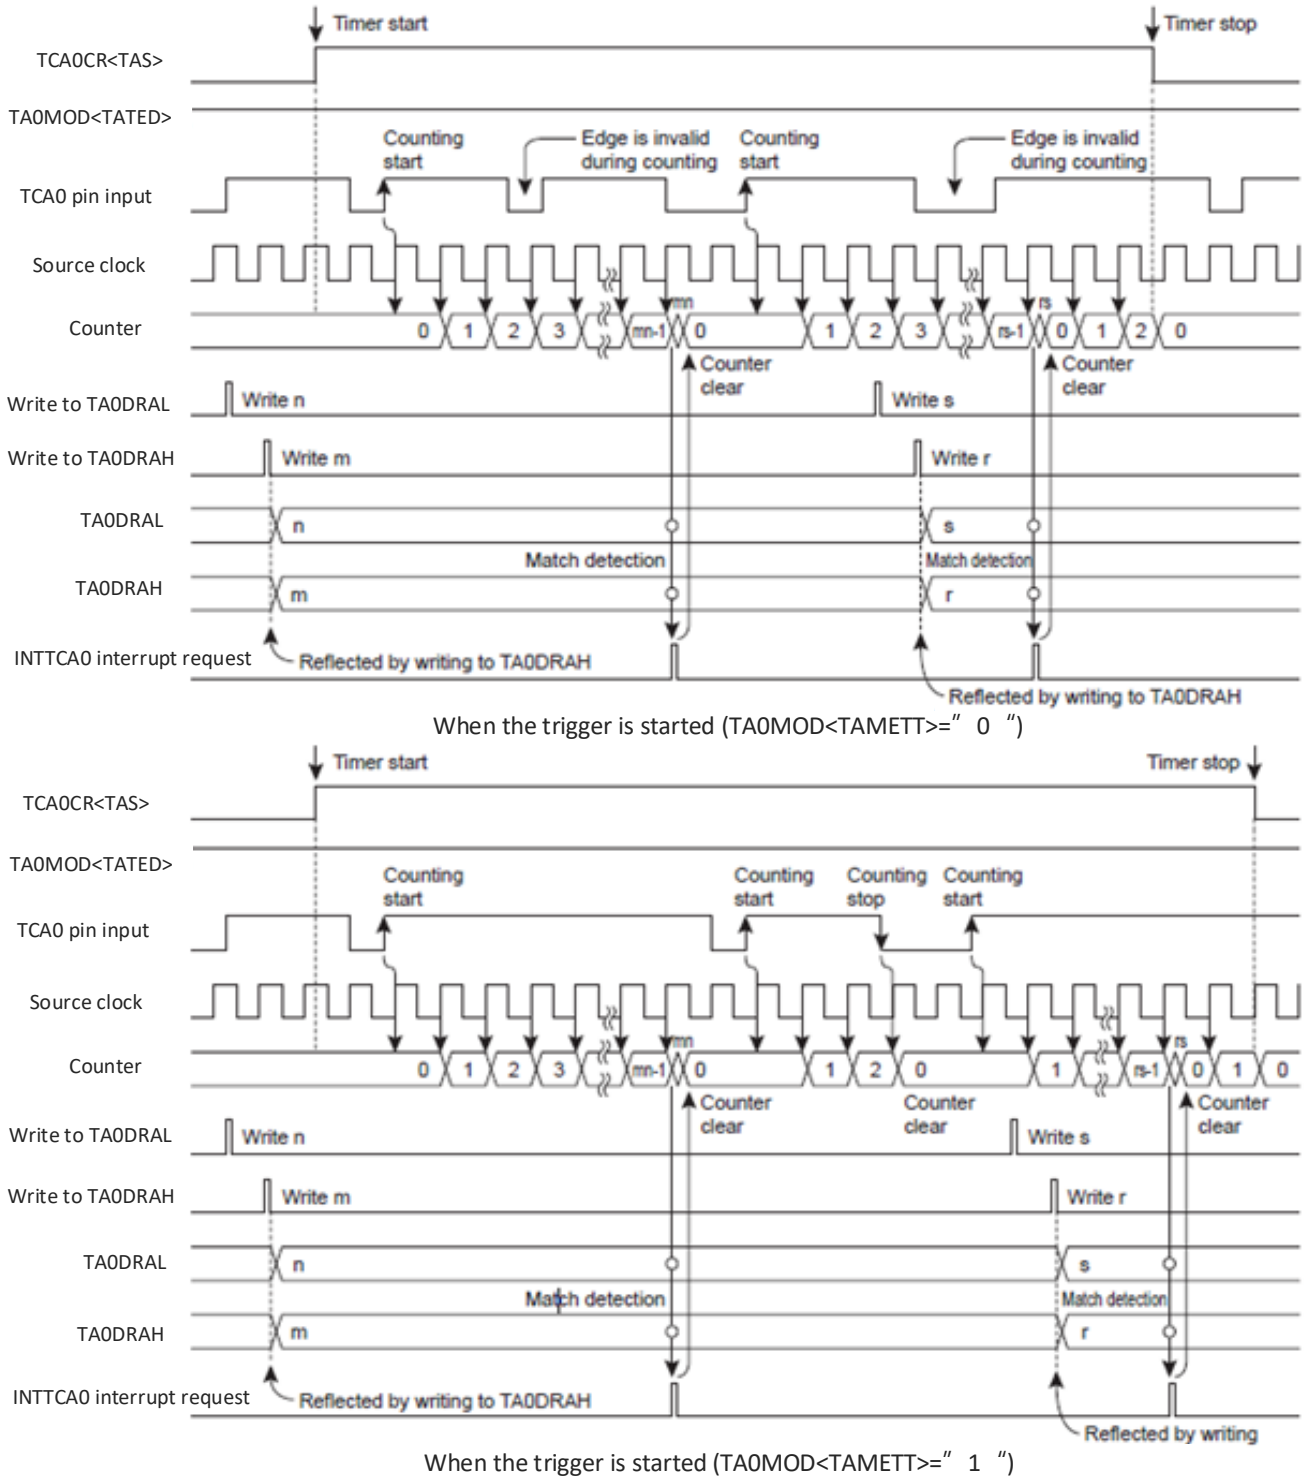 Timer start
Timer stop
TCA0CR<TAS>
TA0MOD<TATED>
Counting start
Edge is invalid during counting
Counting start
Edge is invalid during counting
TCA0 pin input
Source clock
mn
rs
Counter
0 1 2 3 mn-1 0 1 2 3 rs-1 0 1 2 0
Counter clear
Counter clear
Write to TA0DRAL
Write n
Write s
Write to TA0DRAH
Write m
Write r
TA0DRAL
n
s
Match detection
Match detection
TA0DRAH
m
r
INTTCA0 interrupt request
Reflected by writing to TA0DRAH
Reflected by writing to TA0DRAH
When the trigger is started (TA0MOD<TAMETT>=” 0 “)
Timer start
Timer stop
TCA0CR<TAS>
TA0MOD<TATED>
Counting start
Counting start
Counting stop
Counting start
TCA0 pin input
Source clock
mn
rs
Counter
0 1 2 3 mn-1 0 1 2 0 1 rs-1 0 1 0
Counter clear
Counter clear
Counter clear
Write to TA0DRAL
Write n
Write s
Write to TA0DRAH
Write m
Write r
TA0DRAL
n
s
Match detection
Match detection
TA0DRAH
m
r
INTTCA0 interrupt request
Reflected by writing to TA0DRAH
Reflected by writing
When the trigger is started (TA0MOD<TAMETT>=” 1 “)